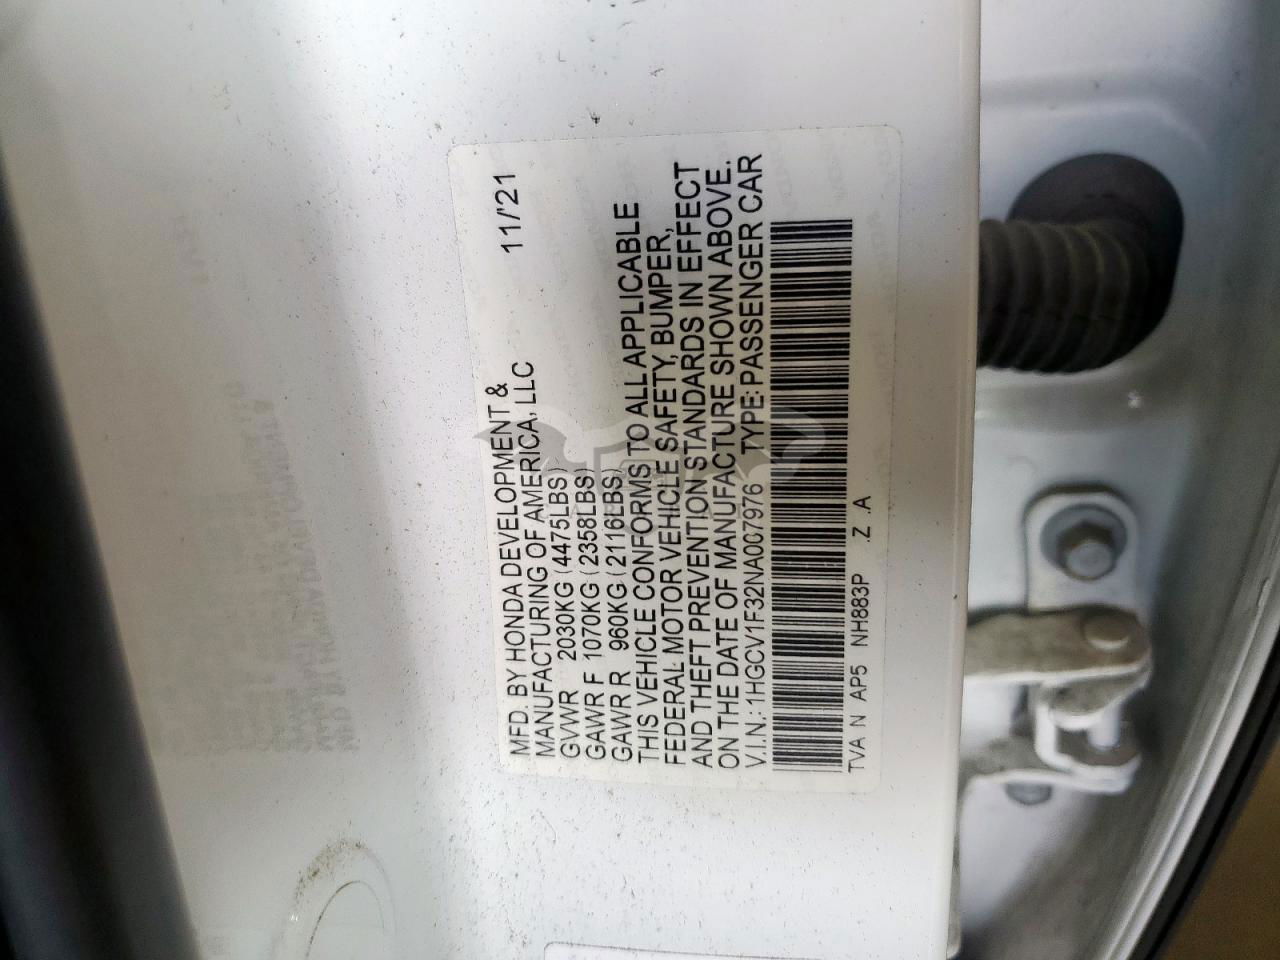 MFD. BY HONDA DEVELOPMENT & 11/'21
MANUFACTURING OF AMERICA, LLC
GVWR 2030KG (4475LBS)
GAWR F 1070KG (2358LBS)
GAWR R 960KG (2116LBS)
THIS VEHICLE CONFORMS TO ALL APPLICABLE
FEDERAL MOTOR VEHICLE SAFETY, BUMPER,
AND THEFT PREVENTION STANDARDS IN EFFECT
ON THE DATE OF MANUFACTURE SHOWN ABOVE.
V.I.N.: 1HGCV1F32NA007976 TYPE: PASSENGER CAR
TVA N AP5 NH883P .Z .A